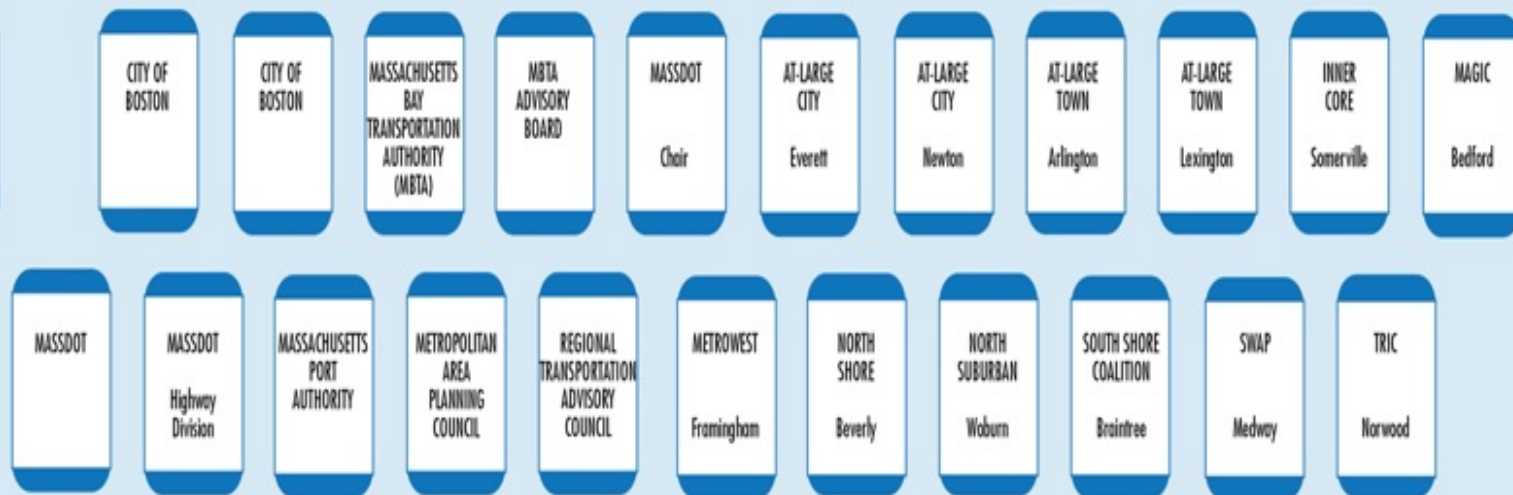 CITY OF
BOSTON
CITY OF
BOSTON
MASSACHUSETTS
BAY
TRANSPORTATION
AUTHORITY
(MBTA)
MBTA
ADVISORY
BOARD
MASSDOT
Chair
AT-LARGE
CITY
Everett
AT-LARGE
CITY
Newton
AT-LARGE
TOWN
Arlington
AT-LARGE
TOWN
Lexington
INNER
CORE
Somerville
MAGIC
Bedford
MASSDOT
MASSDOT
Highway
Division
MASSACHUSETTS
PORT
AUTHORITY
METROPOLITAN
AREA
PLANNING
COUNCIL
REGIONAL
TRANSPORTATION
ADVISORY
COUNCIL
METROWEST
Framingham
NORTH
SHORE
Beverly
NORTH
SUBURBAN
Woburn
SOUTH SHORE
COALITION
Braintree
SWAP
Medway
TRIC
Norwood